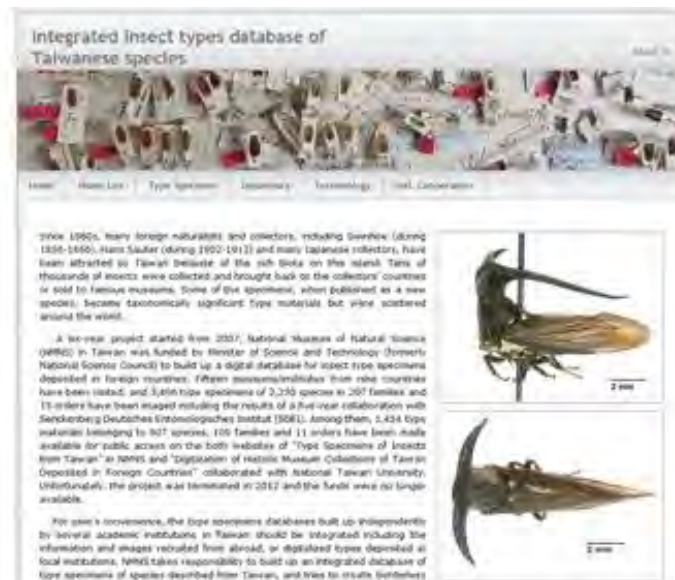 Integrated insect types database of
Taiwanese species
Home
Name List
Type Specimen
Depository
Terminology
Intl. Cooperation
Since 1860s, many foreign naturalists and collectors, including Swinhoe (during
Hans Sauter (during 1902-1912) and many Japanese collectors, have
been attracted to Taiwan because of the rich biota on this island. Tens of
thousands of insects were collected and brought back to the collectors' countries
or sold to famous museums. Some of the specimens, when published as a new
species, became taxonomically significant type materials but were scattered
around the world.
A six-year project started from 2007, National Museum of Natural Science
(NMNS) in Taiwan was funded by Minister of Science and Technology (formerly
National Science Council) to build up a digital database for insect type specimens
deposited in foreign countries. Fifteen museums/institutes from nine countries
have been visited, and type specimens of species in families and
orders have been imaged including the results of a five-year collaboration with
Senckenberg Deutsches Entomologisches Institut (SDEI). Among them, type
materials belonging to 507 species, 105 families and 11 orders have been made
available for public access on the both websites of "Type Specimens of Insects
from Taiwan" in NMNS and "Digitization of Historic Museum Collections of Taiwan
Deposited in Foreign Countries" collaborated with National Taiwan University.
Unfortunately, the project was terminated in 2012 and the funds were no longer
available.
For user's convenience, the type specimens databases built up independently
by several academic institutions in Taiwan should be integrated including the
information and images recruited from abroad, or digitalized types deposited in
local institutions. NMNS takes responsibility to build up an integrated database of
type specimens of species described from Taiwan, and tries to create
2 mm
2 mm